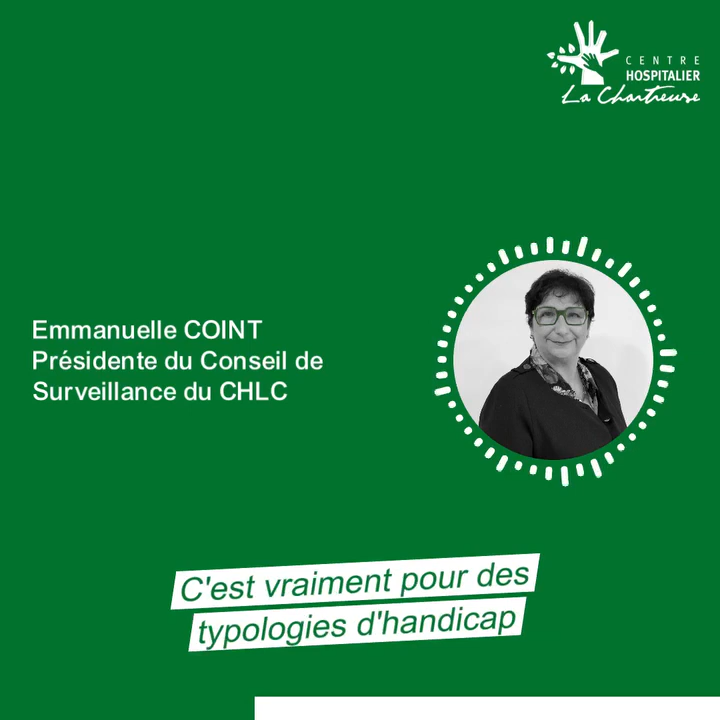 CENTRE
HOSPITALIER
La Chartreuse
Emmanuelle COINT
Présidente du Conseil de
Surveillance du CHLC
C'est vraiment pour des
typologies d'handicap